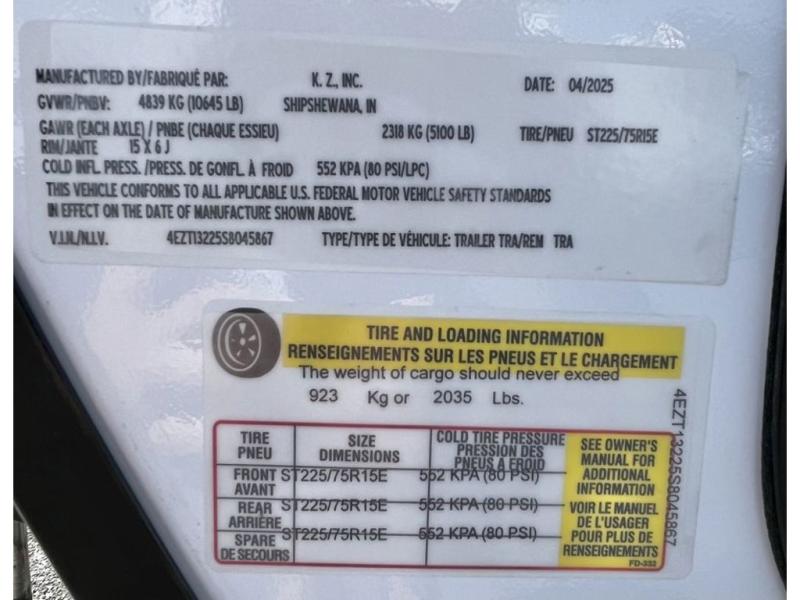 MANUFACTURED BY/FABRIQUÉ PAR: K. Z., INC. DATE: 04/2025
GVWR/PNBV: 4839 KG (10645 LB) SHIPSHEWANA, IN
GAWR (EACH AXLE) / PNBE (CHAQUE ESSIEU) 2318 KG (5100 LB) TIRE/PNEU ST225/75R15E
RIM/JANTE 15 X 6 J
COLD INFL. PRESS. /PRESS. DE GONFL. À FROID 552 KPA (80 PSI/LPC)
THIS VEHICLE CONFORMS TO ALL APPLICABLE U.S. FEDERAL MOTOR VEHICLE SAFETY STANDARDS
IN EFFECT ON THE DATE OF MANUFACTURE SHOWN ABOVE.
V.I.N./N.I.V. 4EZT13225S8045867 TYPE/TYPE DE VÉHICULE: TRAILER TRA/REM TRA
TIRE AND LOADING INFORMATION
RENSEIGNEMENTS SUR LES PNEUS ET LE CHARGEMENT
The weight of cargo should never exceed
923 Kg or 2035 Lbs.
TIRE
PNEU
SIZE
DIMENSIONS
COLD TIRE PRESSURE
PRESSION DES
PNEUS A FROID
FRONT
AVANT
ST225/75R15E 552 KPA (80 PSI)
REAR
ARRIÈRE
ST225/75R15E 552 KPA (80 PSI)
SPARE
DE SECOURS
ST225/75R15E 552 KPA (80 PSI)
SEE OWNER'S
MANUAL FOR
ADDITIONAL
INFORMATION
VOIR LE MANUEL
DE L'USAGER
POUR PLUS DE
RENSEIGNEMENTS
FD-332
4EZT13225S8045867